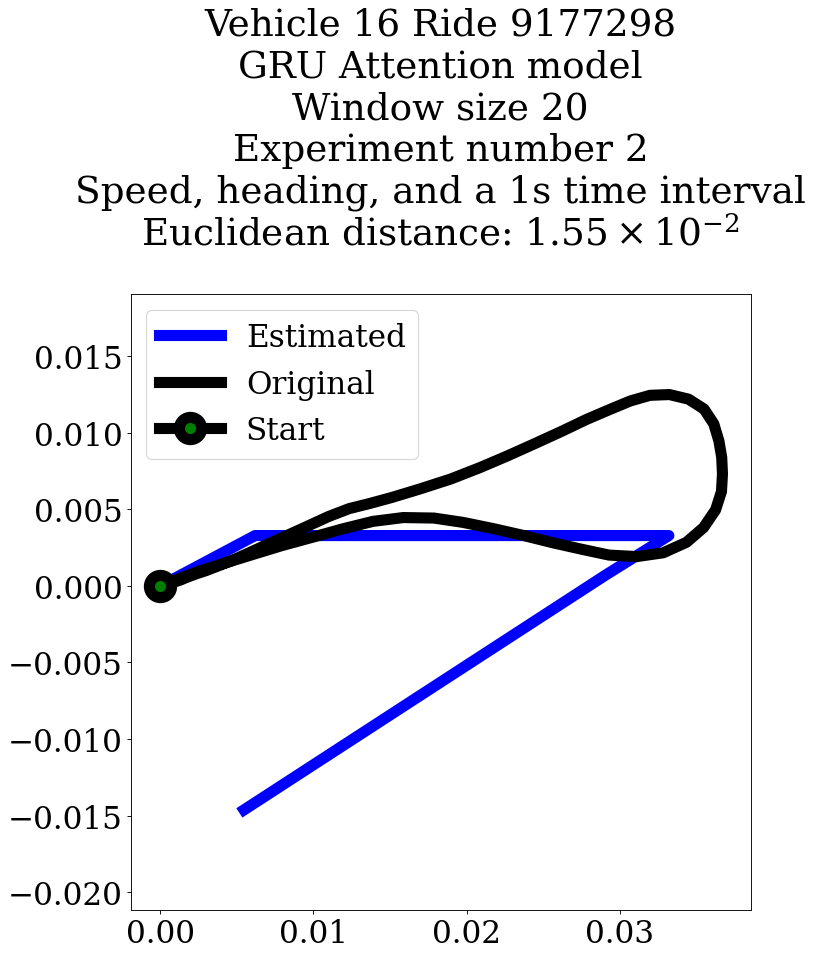 Vehicle 16 Ride 9177298
GRU Attention model
Window size 20
Experiment number 2
Speed, heading, and a 1s time interval
Euclidean distance: 1.55 × 10⁻²
Estimated
Original
Start
0.015
0.010
0.005
0.000
−0.005
−0.010
−0.015
−0.020
0.00 0.01 0.02 0.03